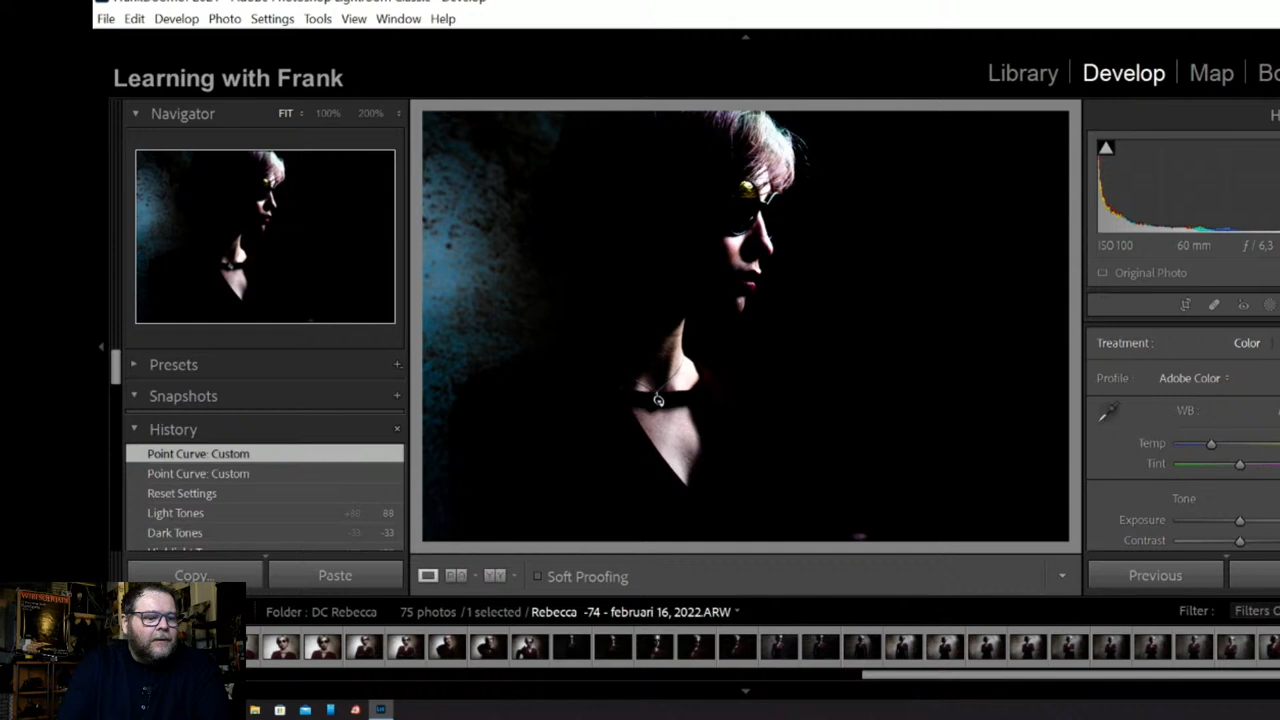 File Edit Develop Photo Settings Tools View Window Help
Learning with Frank
Library Develop Map
Navigator FIT 100% 200%
Presets
Snapshots
History
Point Curve: Custom
Point Curve: Custom
Reset Settings
Light Tones +88 88
Dark Tones -33 -33
Copy... Paste
Soft Proofing
ISO 100 60 mm f / 6,3
Original Photo
Treatment : Color
Profile : Adobe Color
WB :
Temp
Tint
Tone
Exposure
Contrast
Previous
Folder : DC Rebecca 75 photos / 1 selected / Rebecca -74 - februari 16, 2022.ARW
Filter :